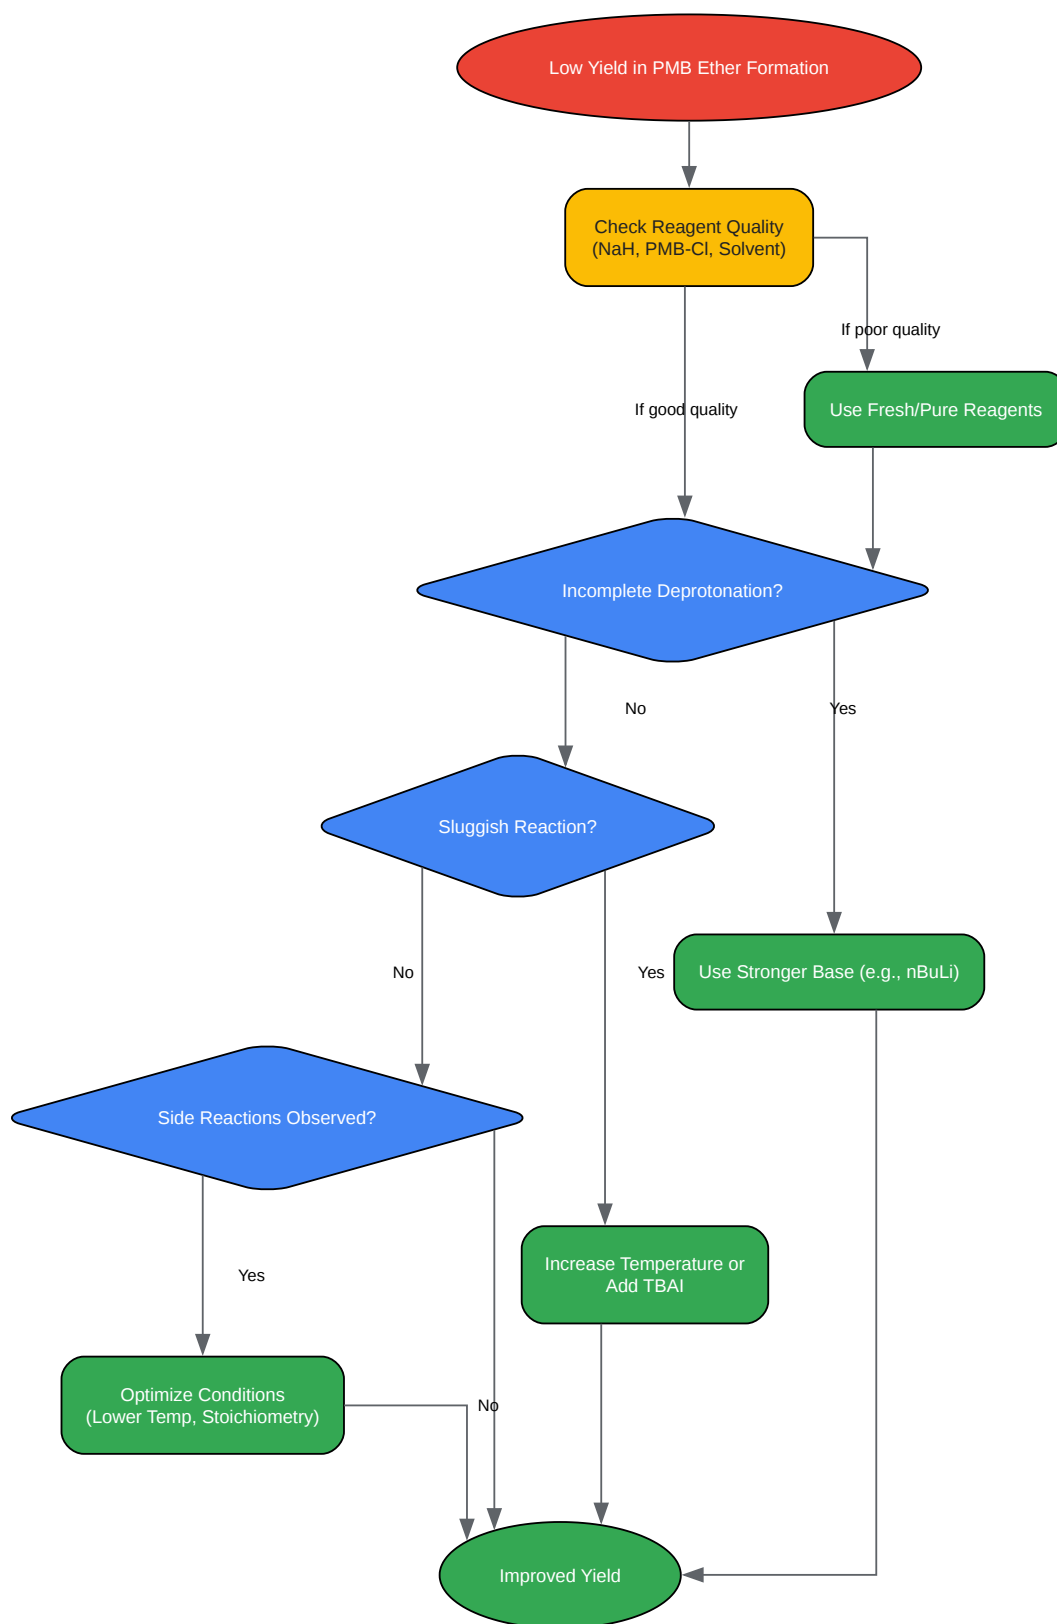 Low Yield in PMB Ether Formation
Check Reagent Quality
(NaH, PMB-Cl, Solvent)
If poor quality
If good quality
Use Fresh/Pure Reagents
Incomplete Deprotonation?
No
Yes
Sluggish Reaction?
No
Yes
Use Stronger Base (e.g., nBuLi)
Side Reactions Observed?
Increase Temperature or
Add TBAI
Yes
Optimize Conditions
(Lower Temp, Stoichiometry)
No
Improved Yield